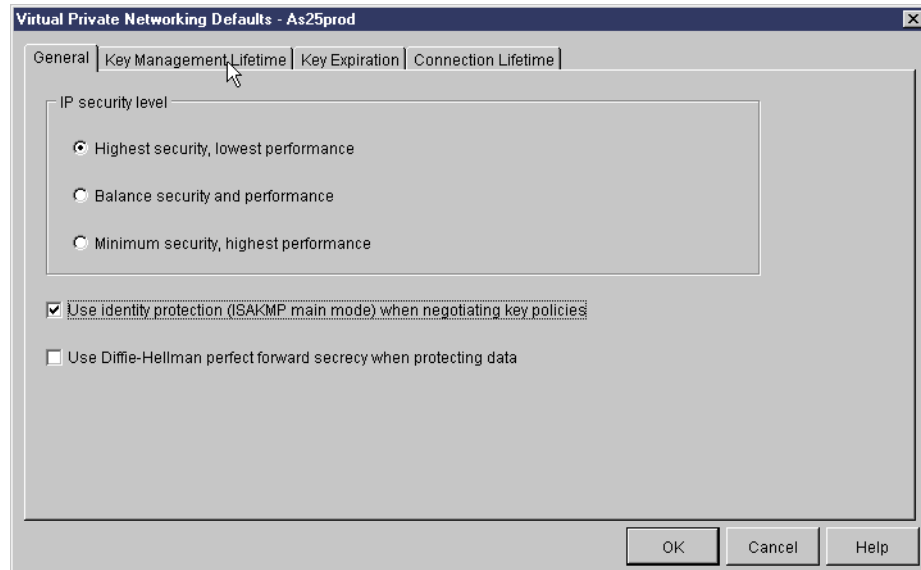 Virtual Private Networking Defaults - As25prod
General Key Management Lifetime Key Expiration Connection Lifetime
IP security level
Highest security, lowest performance
Balance security and performance
Minimum security, highest performance
Use identity protection (ISAKMP main mode) when negotiating key policies
Use Diffie-Hellman perfect forward secrecy when protecting data
OK Cancel Help